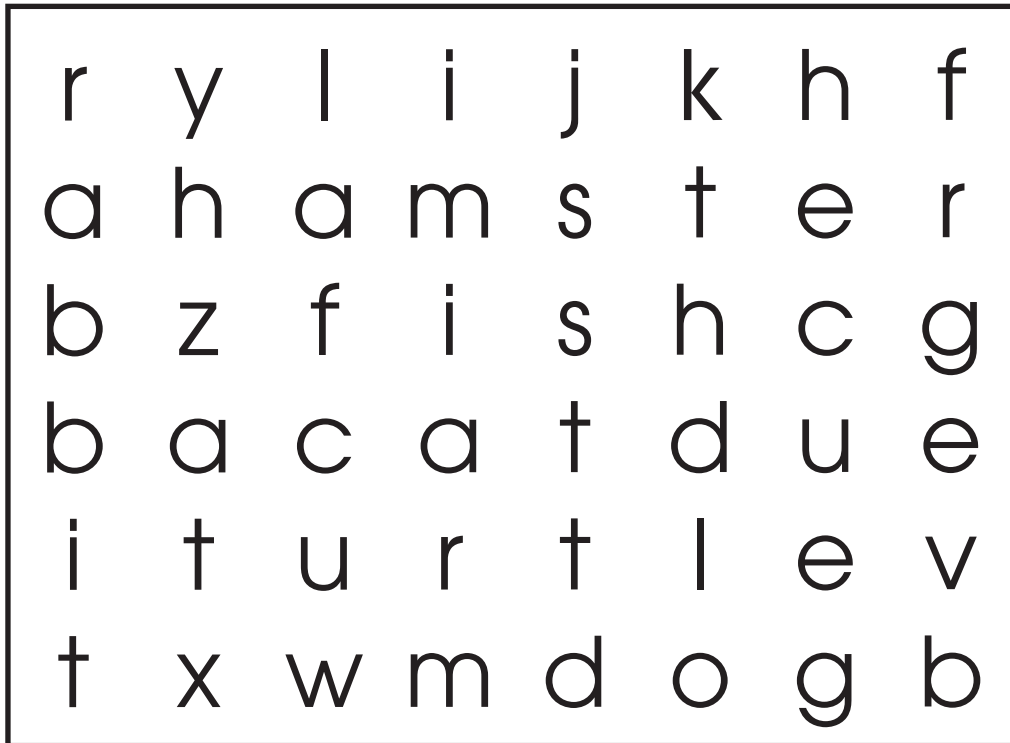 r y l i j k h f
a h a m s t e r
b z f i s h c g
b a c a t d u e
i t u r t l e v
t x w m d o g b